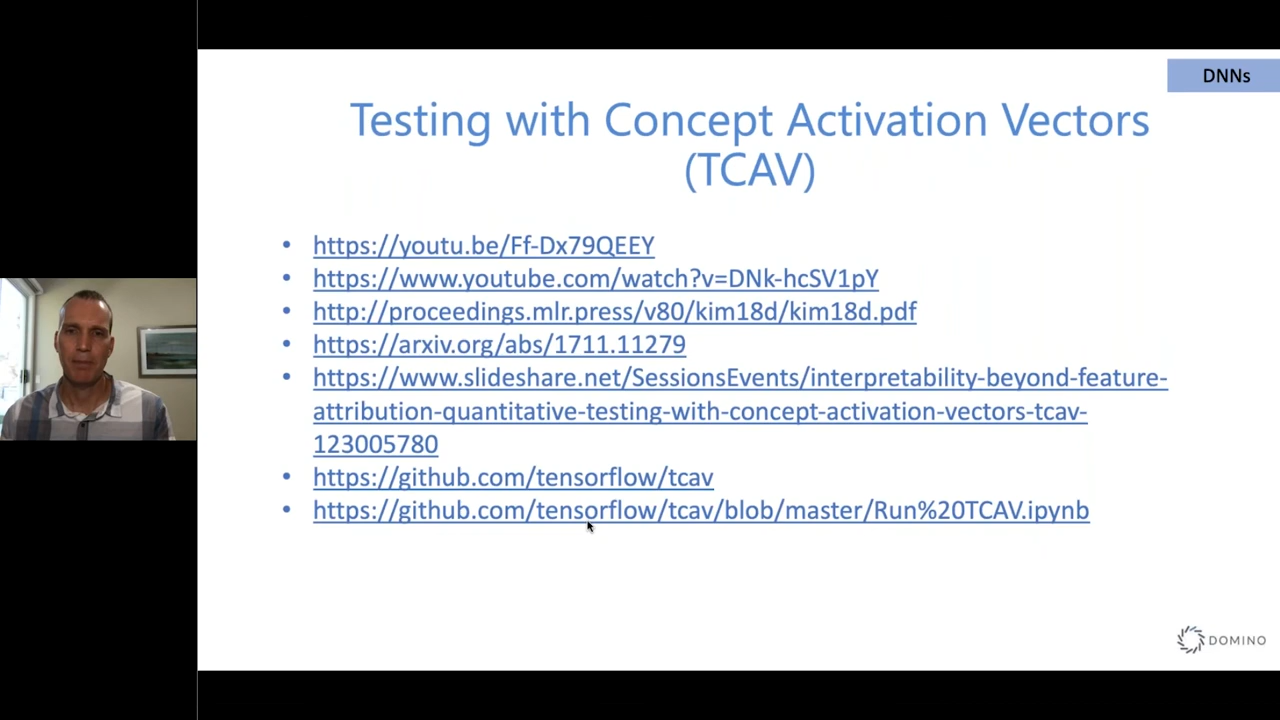 DNNs
Testing with Concept Activation Vectors
(TCAV)
• https://youtu.be/Ff-Dx79QEEY
• https://www.youtube.com/watch?v=DNk-hcSV1pY
• http://proceedings.mlr.press/v80/kim18d/kim18d.pdf
• https://arxiv.org/abs/1711.11279
• https://www.slideshare.net/SessionsEvents/interpretability-beyond-feature-
attribution-quantitative-testing-with-concept-activation-vectors-tcav-
123005780
• https://github.com/tensorflow/tcav
• https://github.com/tensorflow/tcav/blob/master/Run%20TCAV.ipynb
DOMINO